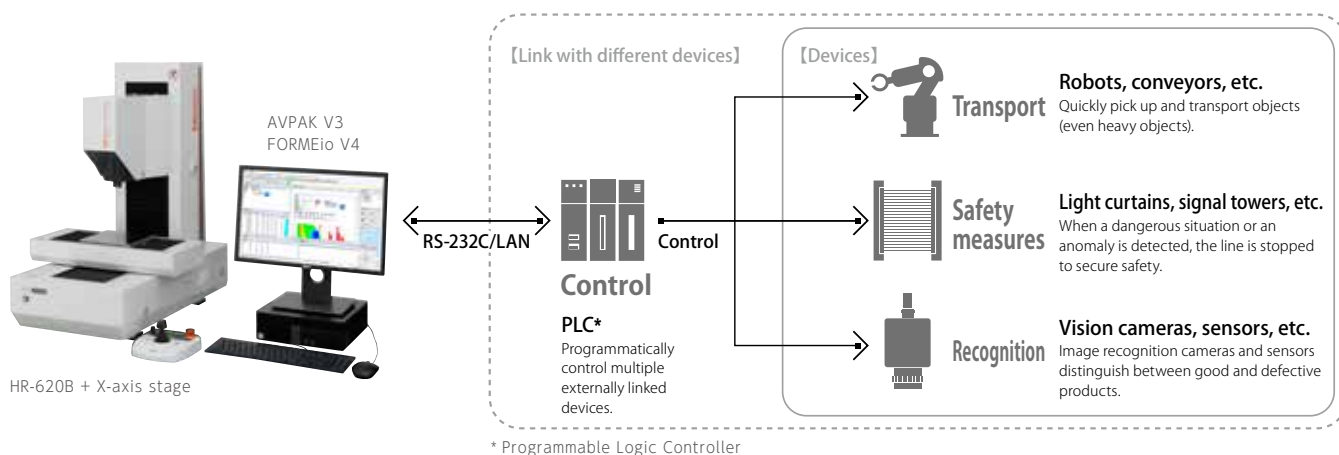 【Link with different devices】
【Devices】
AVPAK V3
FORMEio V4
HR-620B + X-axis stage
RS-232C/LAN
Control
PLC*
Programmatically
control multiple
externally linked
devices.
Control
Transport
Robots, conveyors, etc.
Quickly pick up and transport objects
(even heavy objects).
Safety
measures
Light curtains, signal towers, etc.
When a dangerous situation or an
anomaly is detected, the line is stopped
to secure safety.
Recognition
Vision cameras, sensors, etc.
Image recognition cameras and sensors
distinguish between good and defective
products.
* Programmable Logic Controller